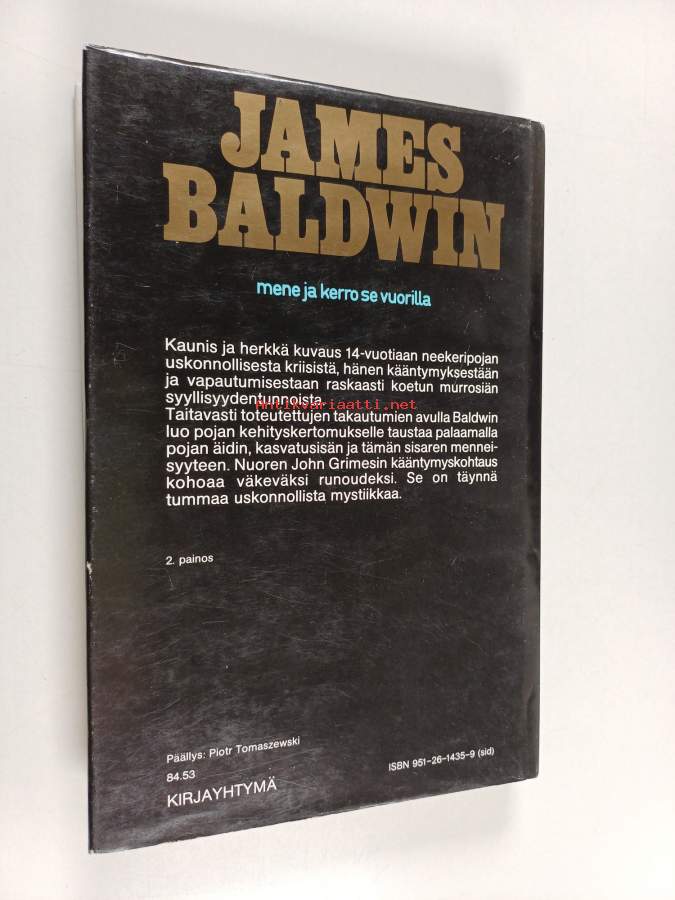 JAMES
BALDWIN
mene ja kerro se vuorilla
Kaunis ja herkkä kuvaus 14-vuotiaan neekeripojan
uskonnollisesta kriisistä, hänen kääntymyksestään
ja vapautumisestaan raskaasti koetun murrosiän
syyllisyydentunnoista.
Antikvariaatti.net
Taitavasti toteutettujen takautumien avulla Baldwin
luo pojan kehityskertomukselle taustaa palaamalla
pojan äidin, kasvatusisän ja tämän sisaren mennei-
syyteen. Nuoren John Grimesin kääntymyskohtaus
kohoaa väkeväksi runoudeksi. Se on täynnä
tummaa uskonnollista mystiikkaa.
2. painos
Päällys: Piotr Tomaszewski
84.53
KIRJAYHTYMÄ
ISBN 951-26-1435-9 (sid)